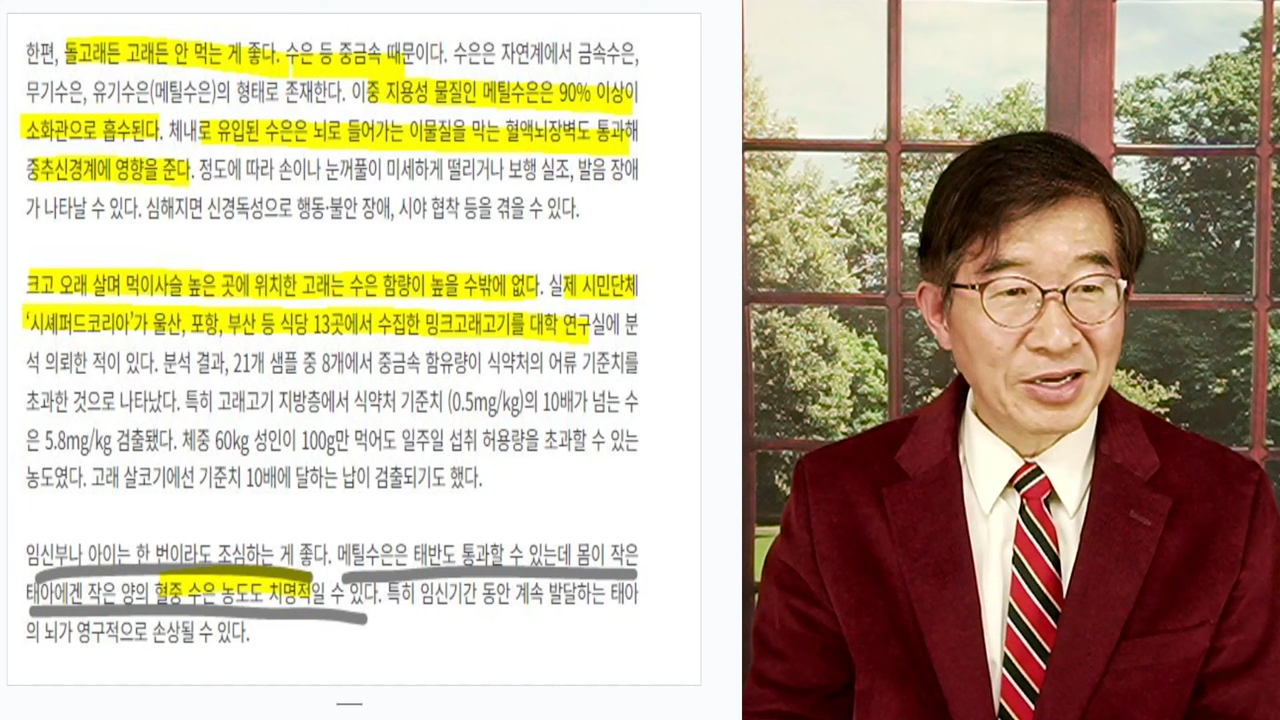 한편, 돌고래든 고래든 안 먹는 게 좋다. 수은 등 중금속 때문이다. 수은은 자연계에서 금속수은,
무기수은, 유기수은(메틸수은)의 형태로 존재한다. 이중 지용성 물질인 메틸수은은 90% 이상이
소화관으로 흡수된다. 체내로 유입된 수은은 뇌로 들어가는 이물질을 막는 혈액뇌장벽도 통과해
중추신경계에 영향을 준다. 정도에 따라 손이나 눈꺼풀이 미세하게 떨리거나 보행 실조, 발음 장애
가 나타날 수 있다. 심해지면 신경독성으로 행동·불안 장애, 시야 협착 등을 겪을 수 있다.
크고 오래 살며 먹이사슬 높은 곳에 위치한 고래는 수은 함량이 높을 수밖에 없다. 실제 시민단체
‘시셰퍼드코리아’가 울산, 포항, 부산 등 식당 13곳에서 수집한 밍크고래고기를 대학 연구실에 분
석 의뢰한 적이 있다. 분석 결과, 21개 샘플 중 8개에서 중금속 함유량이 식약처의 어류 기준치를
초과한 것으로 나타났다. 특히 고래고기 지방층에서 식약처 기준치 (0.5mg/kg)의 10배가 넘는 수
은 5.8mg/kg 검출됐다. 체중 60kg 성인이 100g만 먹어도 일주일 섭취 허용량을 초과할 수 있는
농도였다. 고래 살코기에선 기준치 10배에 달하는 납이 검출되기도 했다.
임신부나 아이는 한 번이라도 조심하는 게 좋다. 메틸수은은 태반도 통과할 수 있는데 몸이 작은
태아에겐 작은 양의 혈중 수은 농도도 치명적일 수 있다. 특히 임신기간 동안 계속 발달하는 태아
의 뇌가 영구적으로 손상될 수 있다.